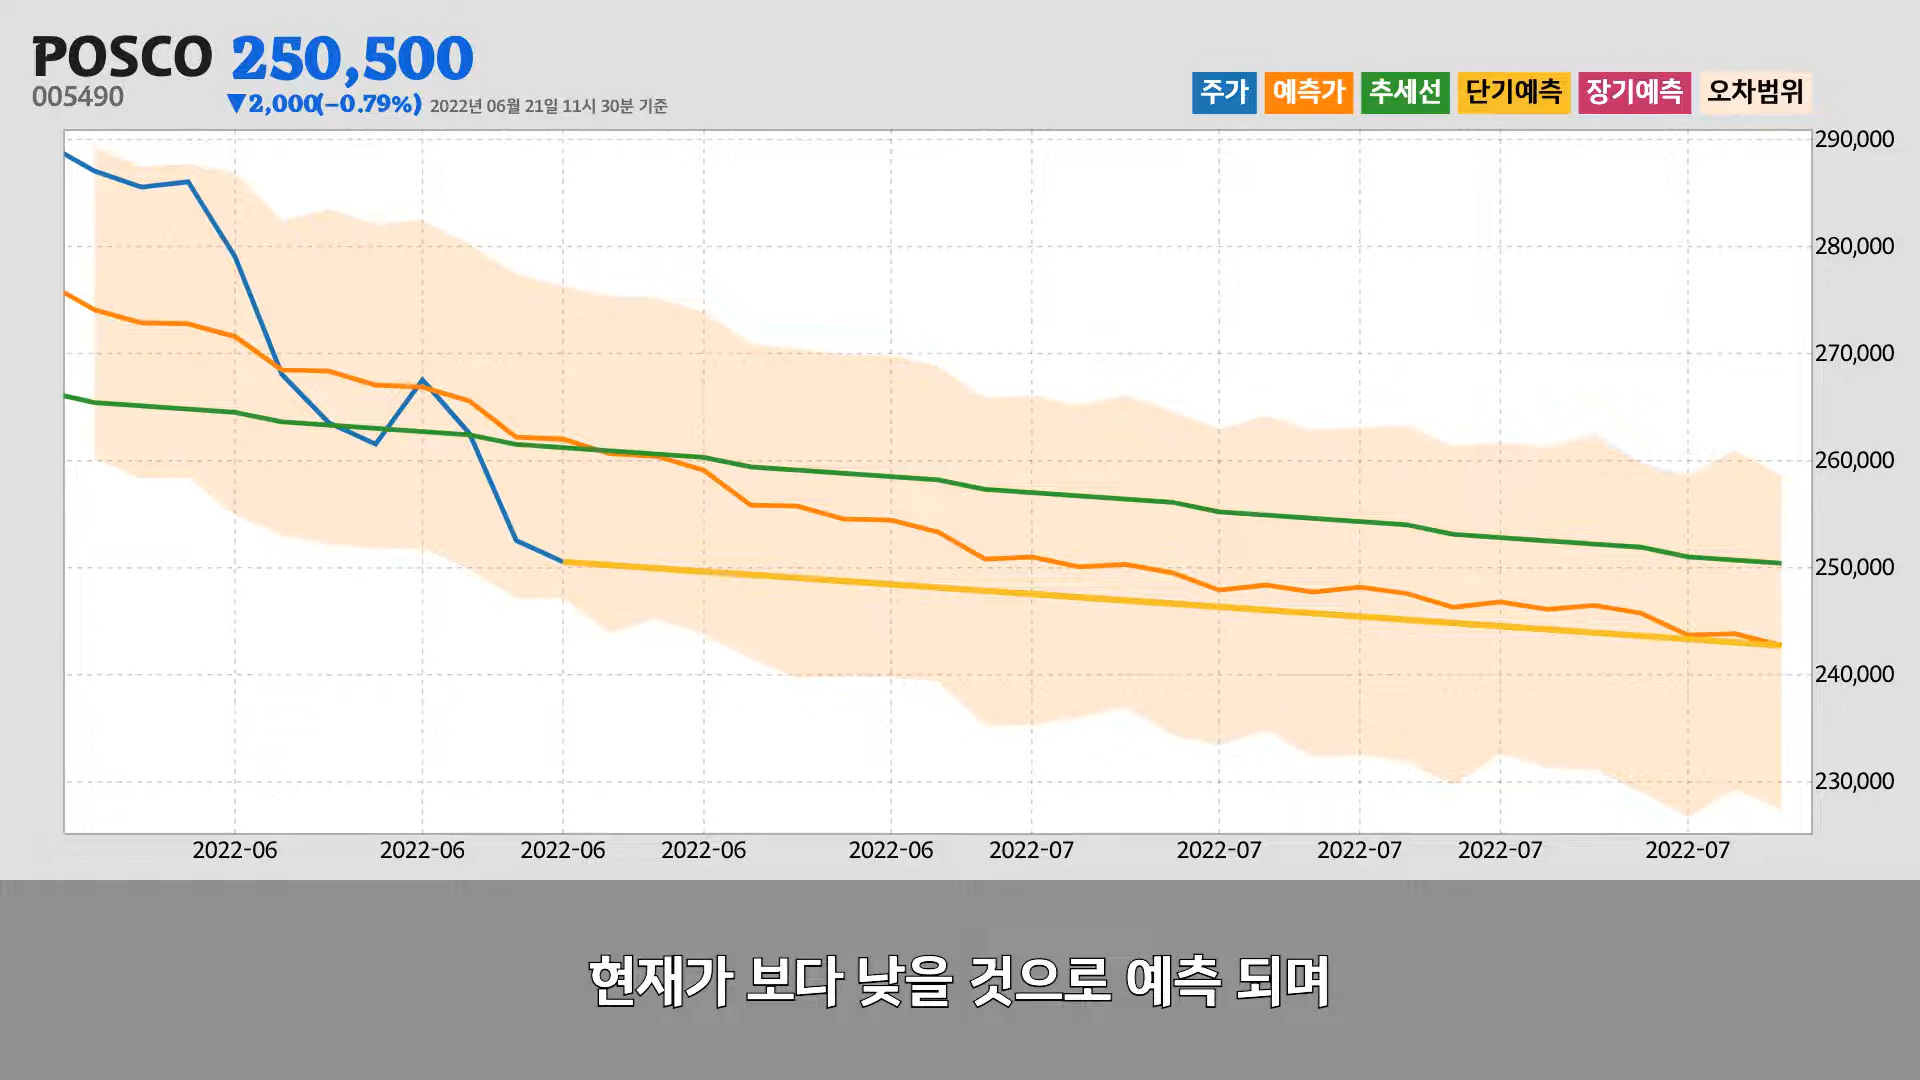 POSCO 250,500
005490 ▼2,000(−0.79%) 2022년 06월 21일 11시 30분 기준
주가 예측가 추세선 단기예측 장기예측 오차범위
290,000
280,000
270,000
260,000
250,000
240,000
230,000
2022-06 2022-06 2022-06 2022-06 2022-06 2022-07 2022-07 2022-07 2022-07 2022-07
현재가 보다 낮을 것으로 예측 되며